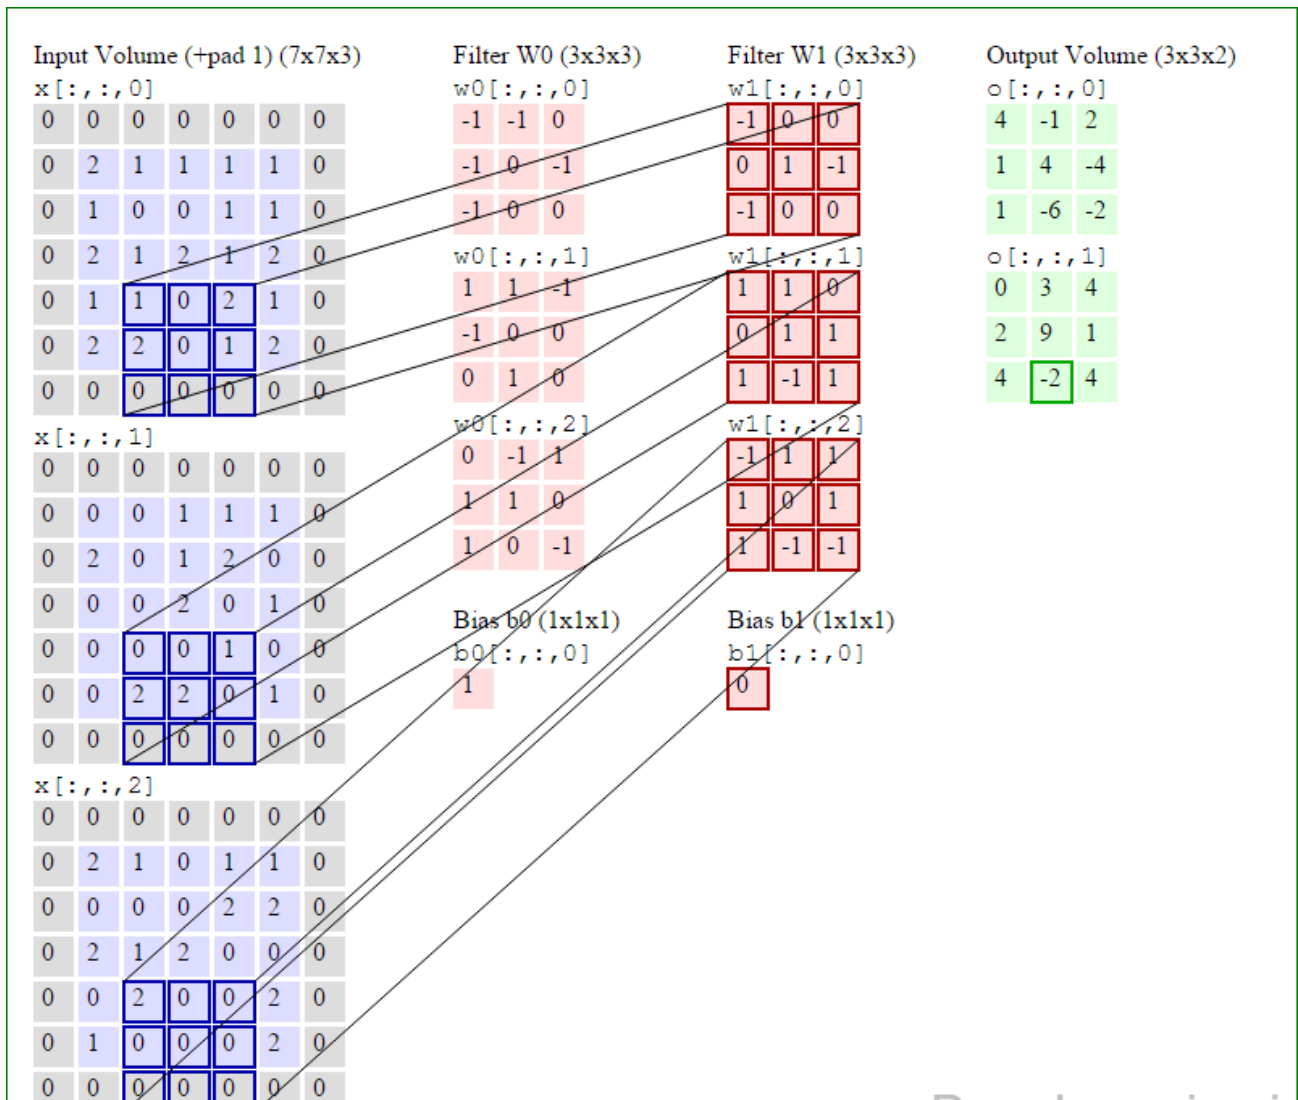 Input Volume (+pad 1) (7x7x3)
x[:,:,0]
0 0 0 0 0 0 0
0 2 1 1 1 1 0
0 1 0 0 1 1 0
0 2 1 2 1 2 0
0 1 1 0 2 1 0
0 2 2 0 1 2 0
0 0 0 0 0 0 0
x[:,:,1]
0 0 0 0 0 0 0
0 0 0 1 1 1 0
0 2 0 1 2 0 0
0 0 0 2 0 1 0
0 0 0 0 1 0 0
0 0 2 2 0 1 0
0 0 0 0 0 0 0
x[:,:,2]
0 0 0 0 0 0 0
0 2 1 0 1 1 0
0 0 0 0 2 2 0
0 2 1 2 0 0 0
0 0 2 0 0 2 0
0 1 0 0 0 2 0
0 0 0 0 0 0 0
Filter W0 (3x3x3)
w0[:,:,0]
-1 -1 0
-1 0 -1
-1 0 0
w0[:,:,1]
1 1 -1
-1 0 0
0 1 0
w0[:,:,2]
0 -1 1
1 1 0
1 0 -1
Bias b0 (1x1x1)
b0[:,:,0]
1
Filter W1 (3x3x3)
w1[:,:,0]
-1 0 0
0 1 -1
-1 0 0
w1[:,:,1]
1 1 0
0 1 1
1 -1 1
w1[:,:,2]
-1 1 1
1 0 1
1 -1 -1
Bias b1 (1x1x1)
b1[:,:,0]
0
Output Volume (3x3x2)
o[:,:,0]
4 -1 2
1 4 -4
1 -6 -2
o[:,:,1]
0 3 4
2 9 1
4 -2 4